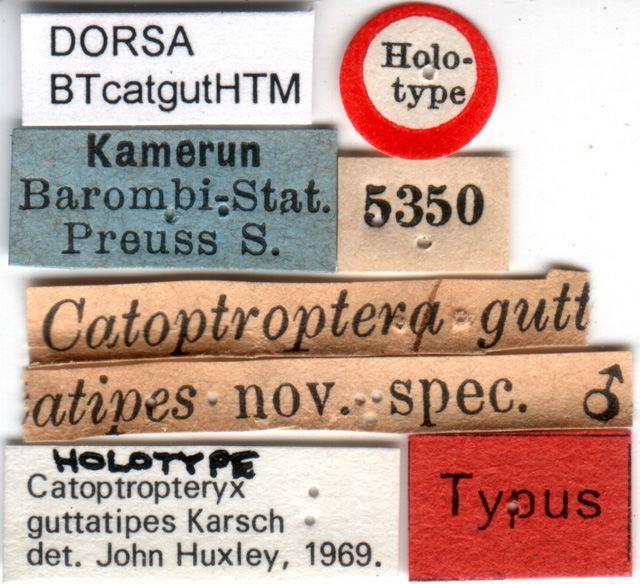 DORSA
BTcatgutHTM
Holo-
type
Kamerun
Barombi-Stat.
Preuss S.
5350
Catoptroptera gutt
tatipes nov. spec. ♂
HOLOTYPE
Catoptropteryx
guttatipes Karsch
det. John Huxley, 1969.
Typus